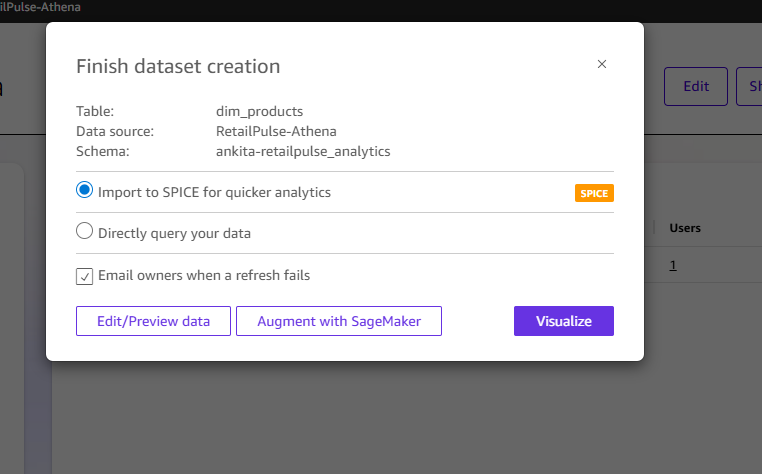 ilPulse-Athena
Finish dataset creation
Edit
Sh
Table: dim_products
Data source: RetailPulse-Athena
Schema: ankita-retailpulse_analytics
Import to SPICE for quicker analytics SPICE
Directly query your data
Users
1
Email owners when a refresh fails
Edit/Preview data Augment with SageMaker Visualize